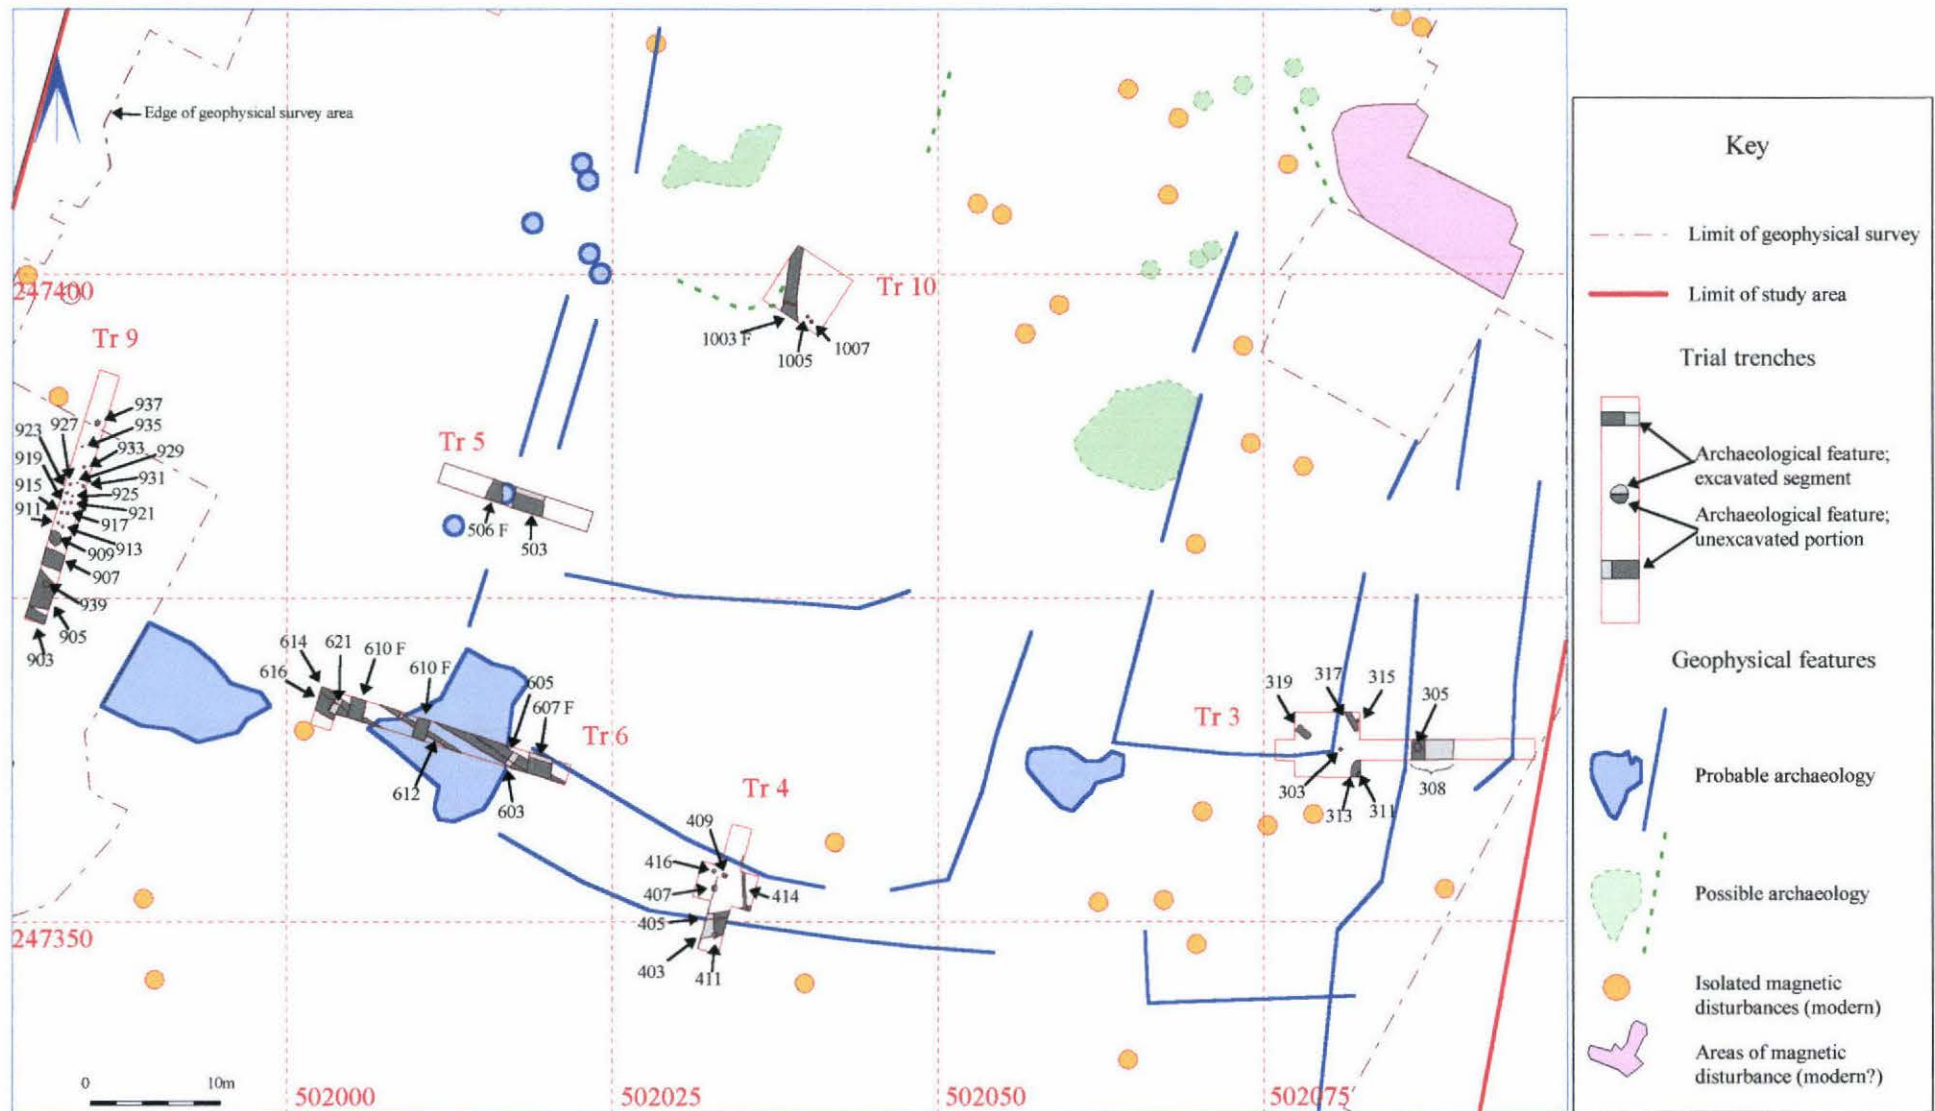 Edge of geophysical survey area
247400
Tr 10
1003 F
1005
1007
Tr 9
937
935
927
923
933
929
919
931
915
925
921
911
917
913
909
907
939
905
903
Tr 5
506 F
503
614
621
610 F
610 F
616
605
607 F
Tr 6
612
603
Tr 4
409
416
407
414
405
403
411
Tr 3
319
317
315
305
303
313
311
308
247350
0
10m
502000
502025
502050
502075
Key
Limit of geophysical survey
Limit of study area
Trial trenches
Archaeological feature;
excavated segment
Archaeological feature;
unexcavated portion
Geophysical features
Probable archaeology
Possible archaeology
Isolated magnetic
disturbances (modern)
Areas of magnetic
disturbance (modern?)